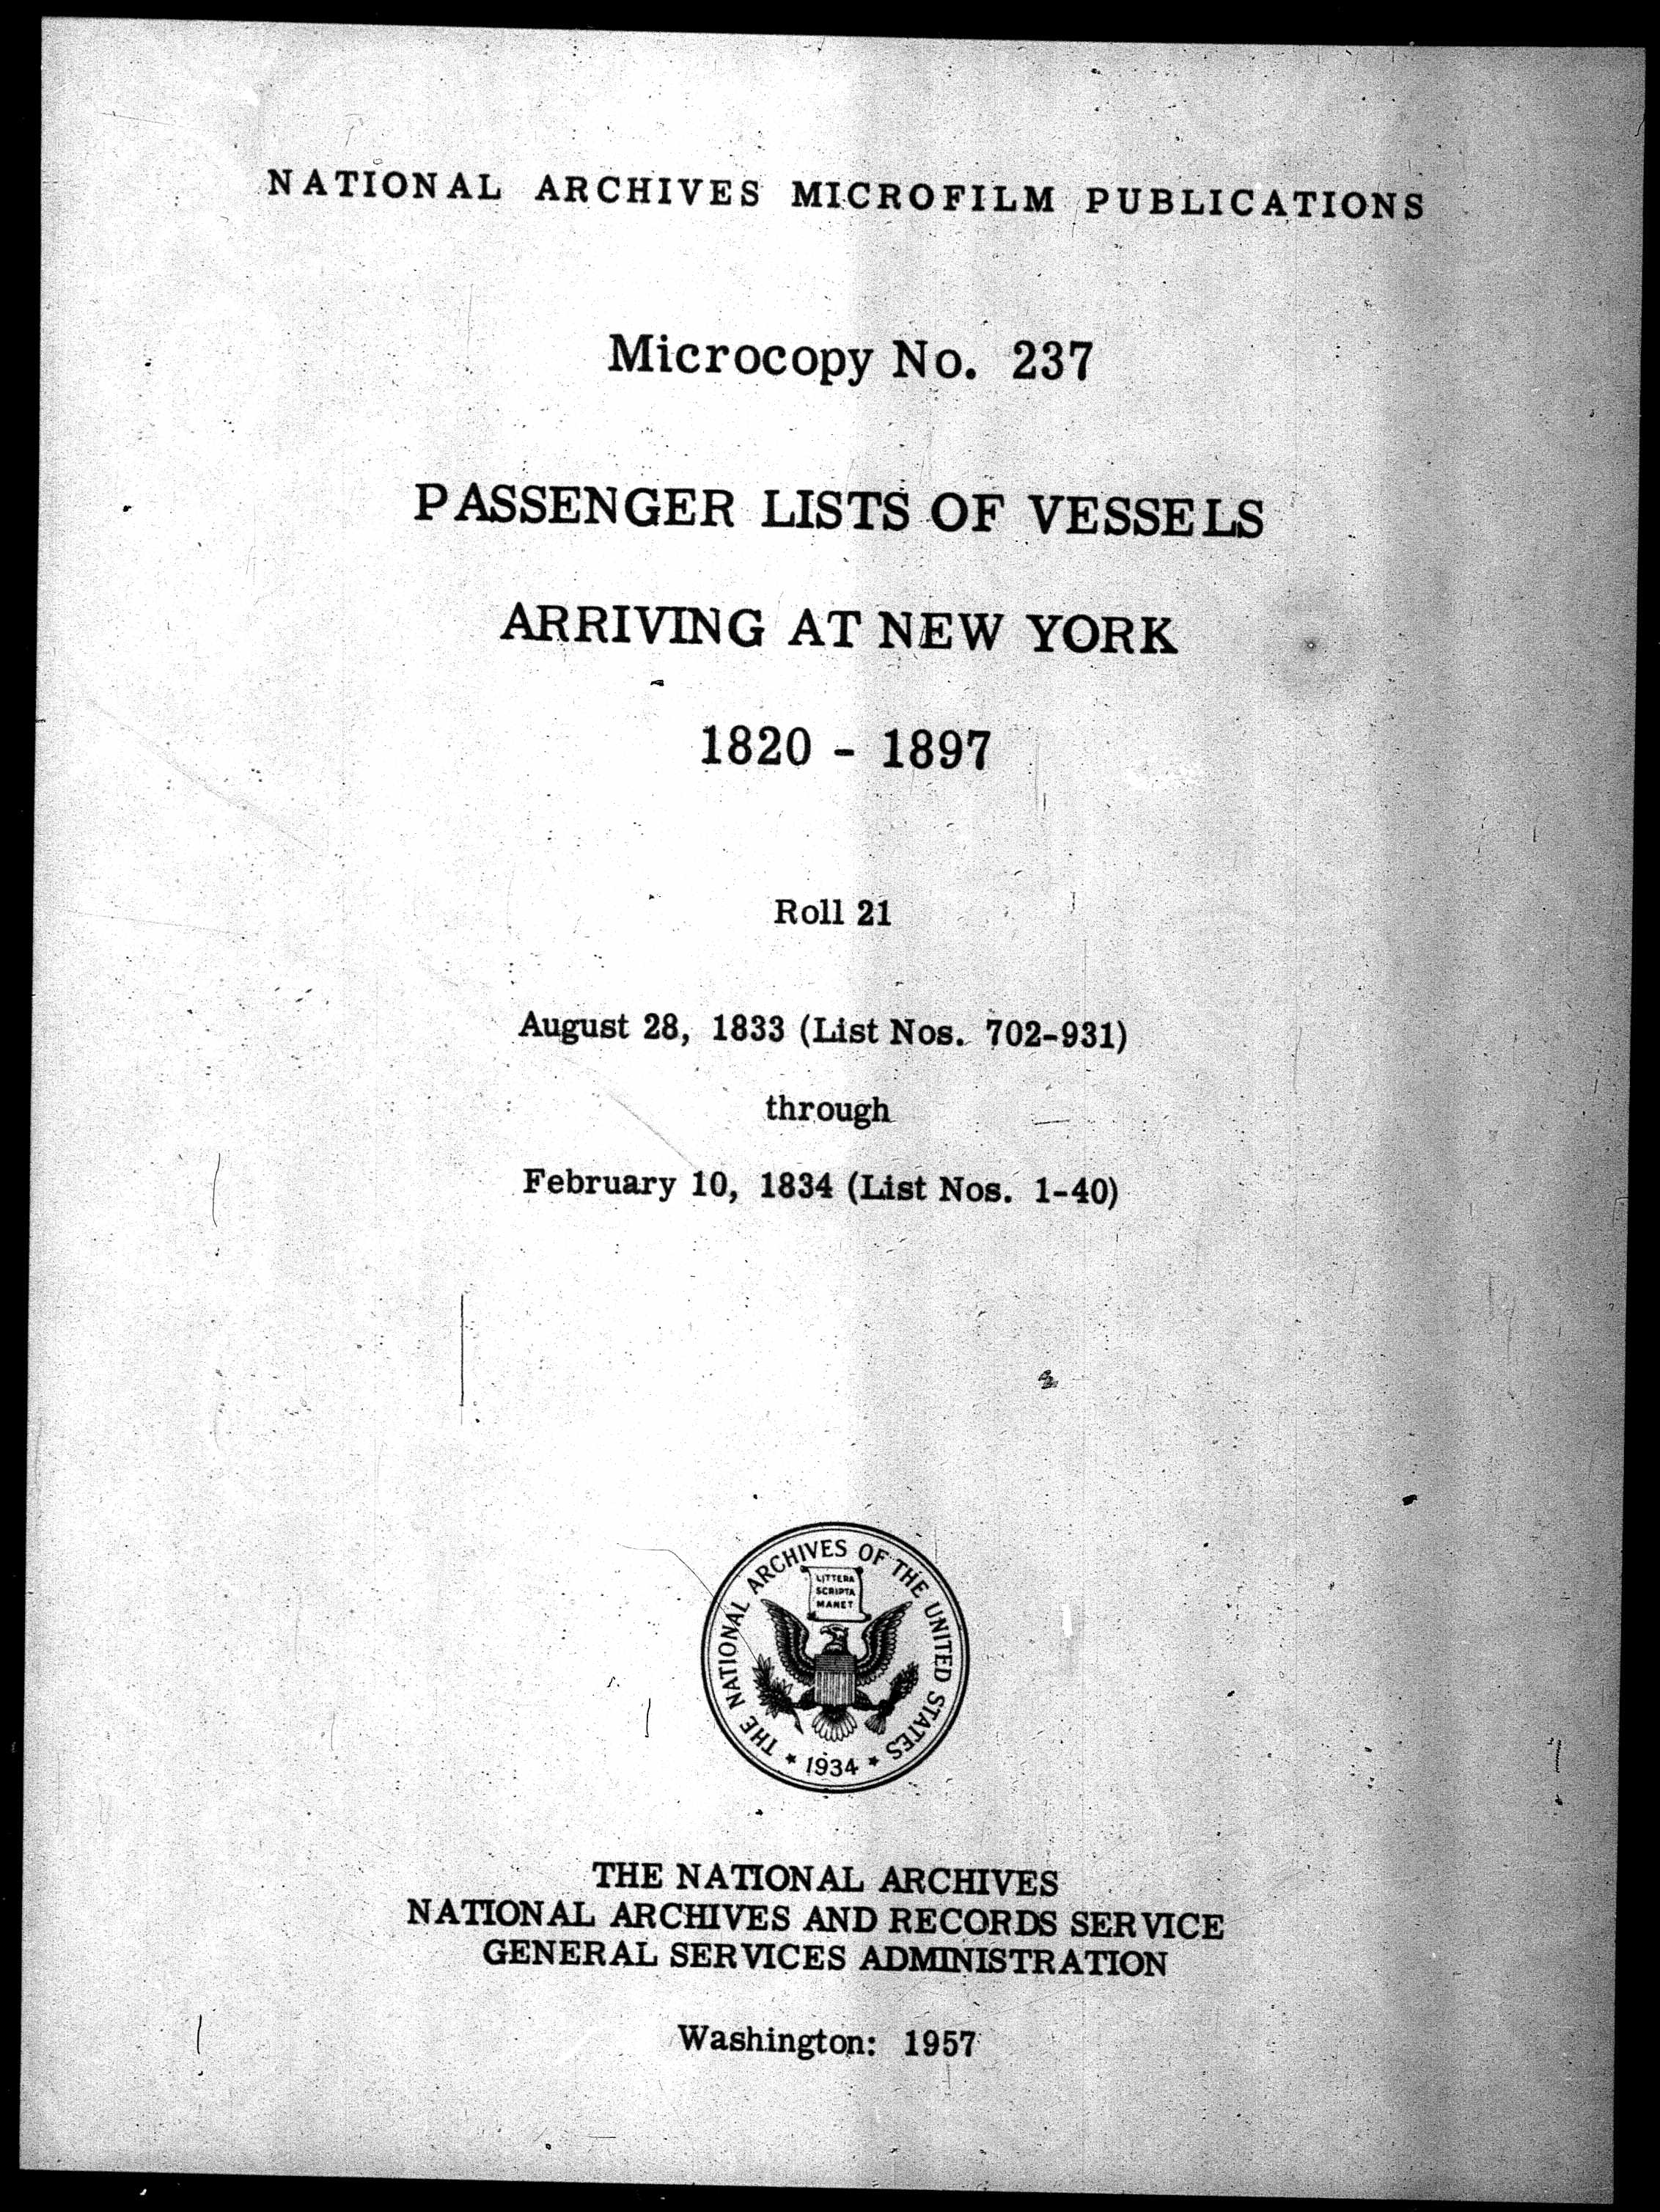 NATIONAL ARCHIVES MICROFILM PUBLICATIONS
Microcopy No. 237
PASSENGER LISTS OF VESSELS
ARRIVING AT NEW YORK
1820 - 1897
Roll 21
August 28, 1833 (List Nos. 702-931)
through
February 10, 1834 (List Nos. 1-40)
THE NATIONAL ARCHIVES OF THE UNITED STATES
LITTERA
SCRIPTA
MANET
* 1934 *
THE NATIONAL ARCHIVES
NATIONAL ARCHIVES AND RECORDS SERVICE
GENERAL SERVICES ADMINISTRATION
Washington: 1957